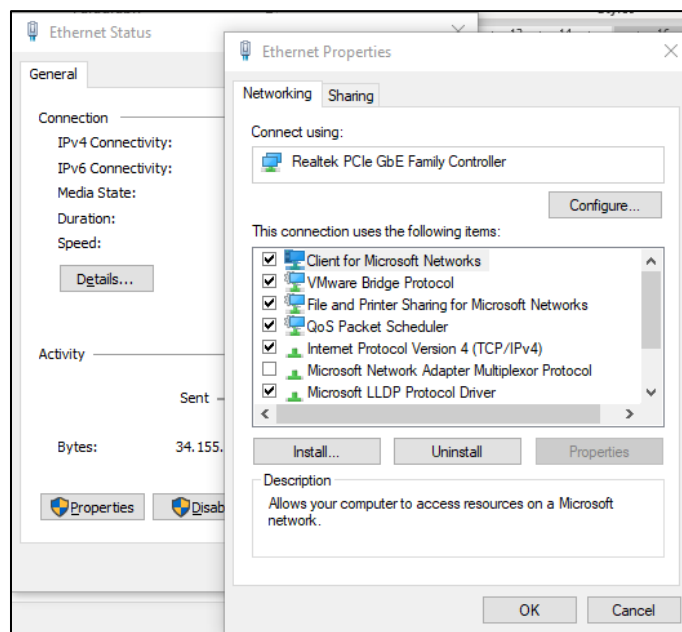 Ethernet Status
General
Connection
IPv4 Connectivity:
IPv6 Connectivity:
Media State:
Duration:
Speed:
Details...
Activity
Sent
Bytes:
34.155.
Properties
Disab
Ethernet Properties
Networking
Sharing
Connect using:
Realtek PCIe GbE Family Controller
Configure...
This connection uses the following items:
Client for Microsoft Networks
VMware Bridge Protocol
File and Printer Sharing for Microsoft Networks
QoS Packet Scheduler
Internet Protocol Version 4 (TCP/IPv4)
Microsoft Network Adapter Multiplexor Protocol
Microsoft LLDP Protocol Driver
Install...
Uninstall
Properties
Description
Allows your computer to access resources on a Microsoft
network.
OK
Cancel